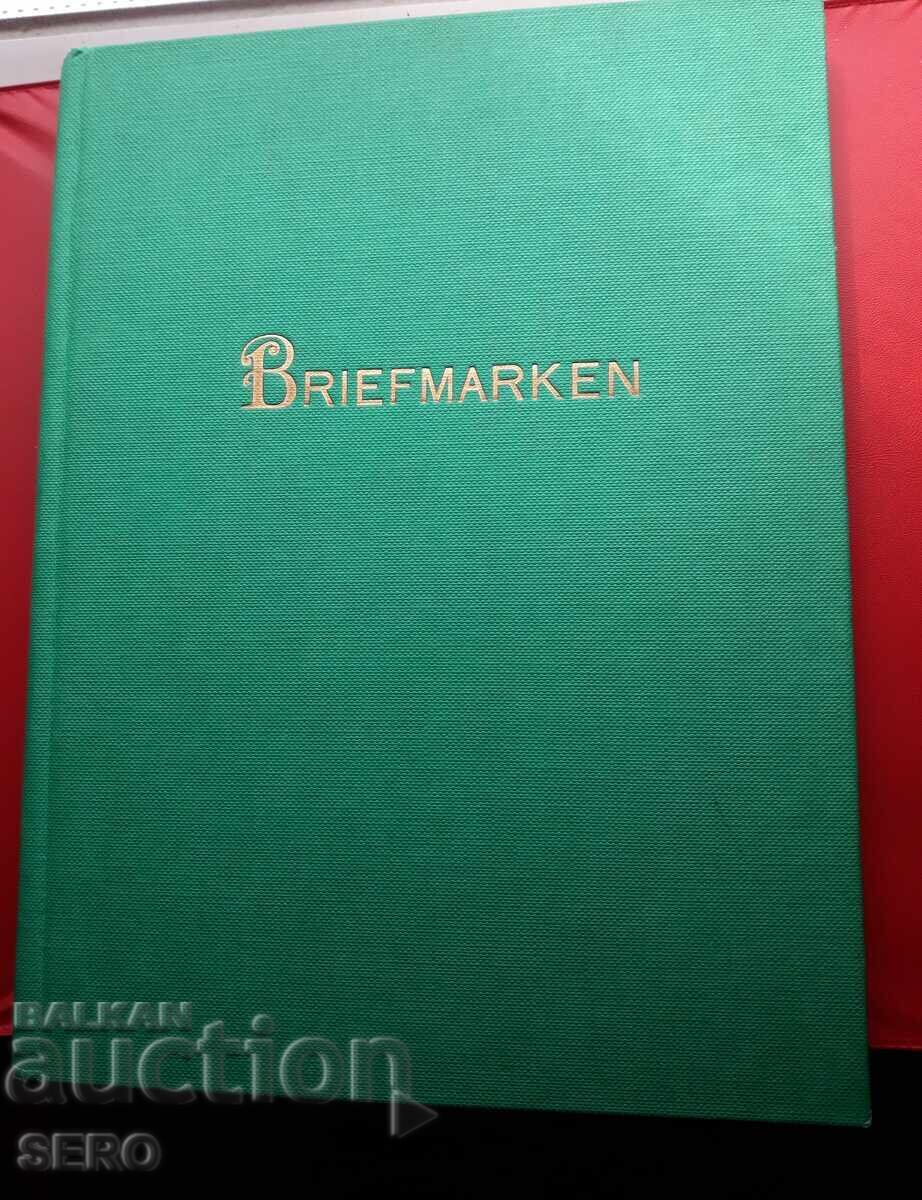 BRIEFMARKEN
BALKAN
auction
SERO